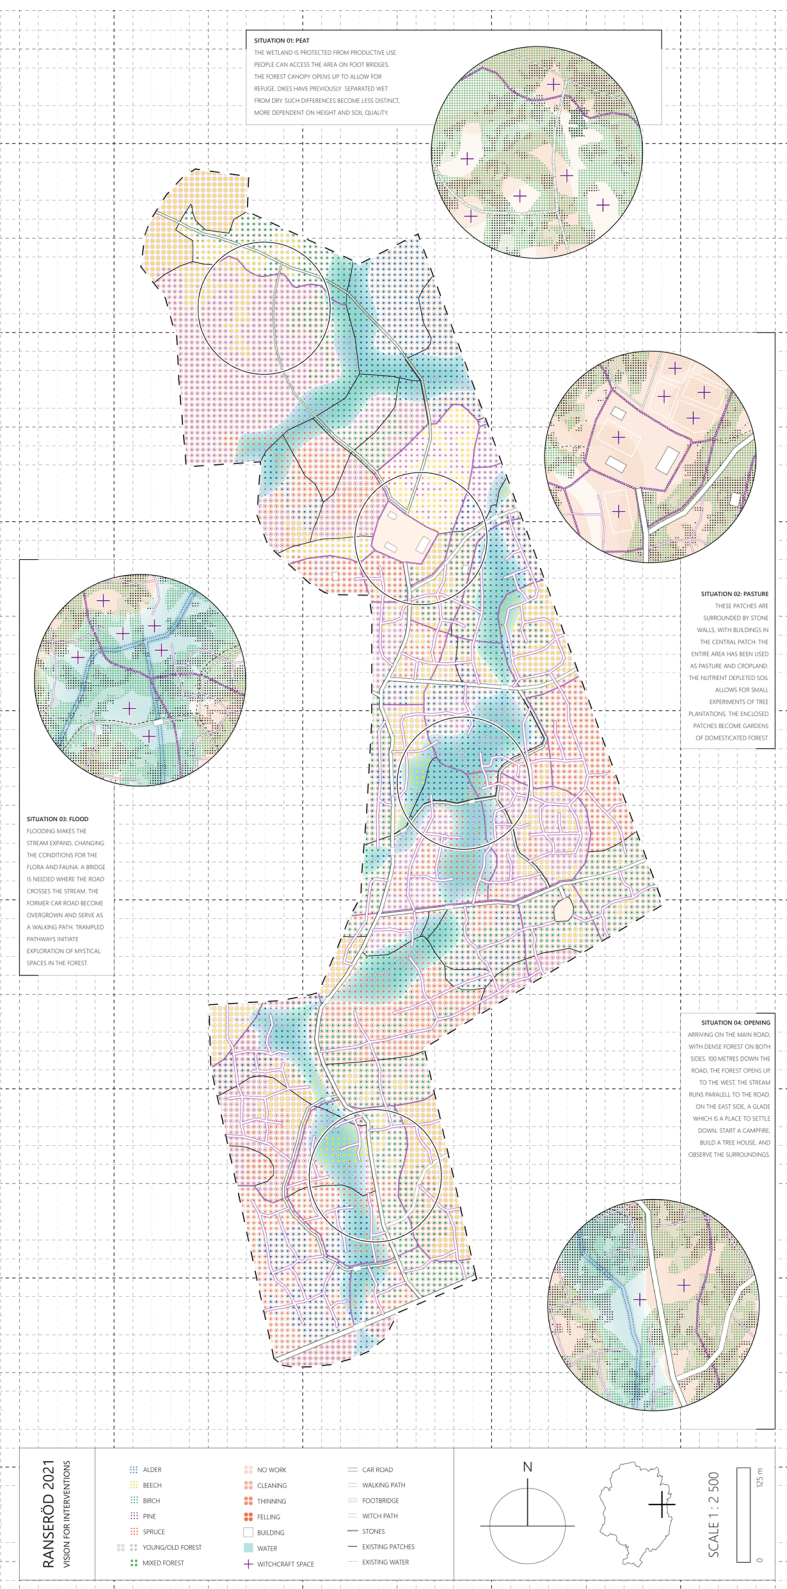 SITUATION 01: PEAT
THE WETLAND IS PROTECTED FROM PRODUCTIVE USE
PEOPLE CAN ACCESS THE AREA ON FOOT BRIDGES.
THE FOREST CANOPY OPENS UP TO ALLOW FOR
REFUGE. DIKES HAVE PREVIOUSLY SEPARATED WET
FROM DRY. SUCH DIFFERENCES BECOME LESS DISTINCT,
MORE DEPENDENT ON HEIGHT AND SOIL QUALITY.
SITUATION 02: PASTURE
THESE PATCHES ARE
SURROUNDED BY STONE
WALLS, WITH BUILDINGS IN
THE CENTRAL PATCH. THE
ENTIRE AREA HAS BEEN USED
AS PASTURE AND CROPLAND.
THE NUTRIENT DEPLETED SOIL
ALLOWS FOR SMALL
EXPERIMENTS OF TREE
PLANTATIONS. THE ENCLOSED
PATCHES BECOME GARDENS
OF DOMESTICATED FOREST.
SITUATION 03: FLOOD
FLOODING MAKES THE
STREAM EXPAND, CHANGING
THE CONDITIONS FOR THE
FLORA AND FAUNA. A BRIDGE
IS NEEDED WHERE THE ROAD
CROSSES THE STREAM. THE
FORMER CAR ROAD BECOME
OVERGROWN AND SERVE AS
A WALKING PATH. TRAMPLED
PATHWAYS INITIATE
EXPLORATION OF MYSTICAL
SPACES IN THE FOREST.
SITUATION 04: OPENING
ARRIVING ON THE MAIN ROAD,
WITH DENSE FOREST ON BOTH
SIDES. 100 METRES DOWN THE
ROAD, THE FOREST OPENS UP.
TO THE WEST, THE STREAM
RUNS PARALELL TO THE ROAD.
ON THE EAST SIDE, A GLADE
WHICH IS A PLACE TO SETTLE
DOWN. START A CAMPFIRE,
BUILD A TREE HOUSE, AND
OBSERVE THE SURROUNDINGS.
RANSERÖD 2021
VISION FOR INTERVENTIONS
ALDER
BEECH
BIRCH
PINE
SPRUCE
YOUNG/OLD FOREST
MIXED FOREST
NO WORK
CLEANING
THINNING
FELLING
BUILDING
WATER
WITCHCRAFT SPACE
CAR ROAD
WALKING PATH
FOOTBRIDGE
WITCH PATH
STONES
EXISTING PATCHES
EXISTING WATER
N
SCALE 1 : 2 500
0
125 m